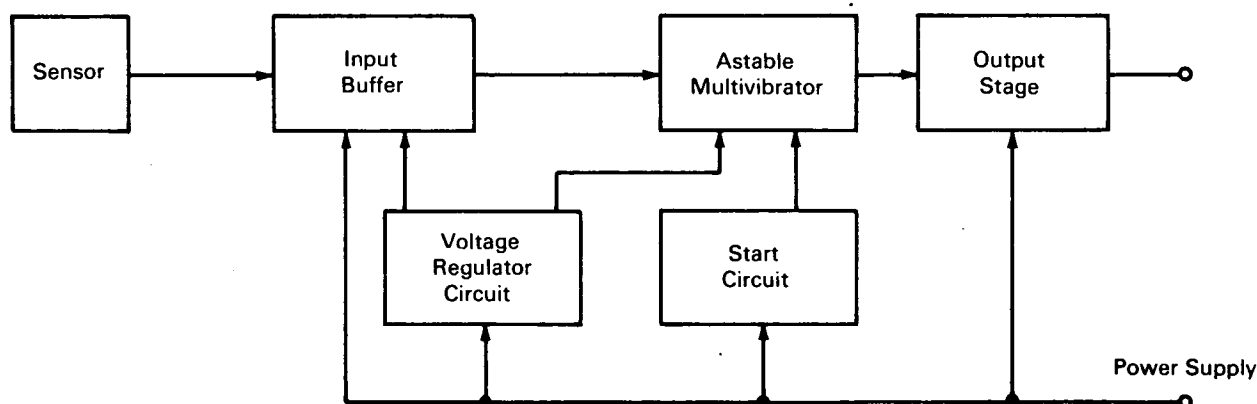 Sensor
Input
Buffer
Astable
Multivibrator
Output
Stage
Voltage
Regulator
Circuit
Start
Circuit
Power Supply